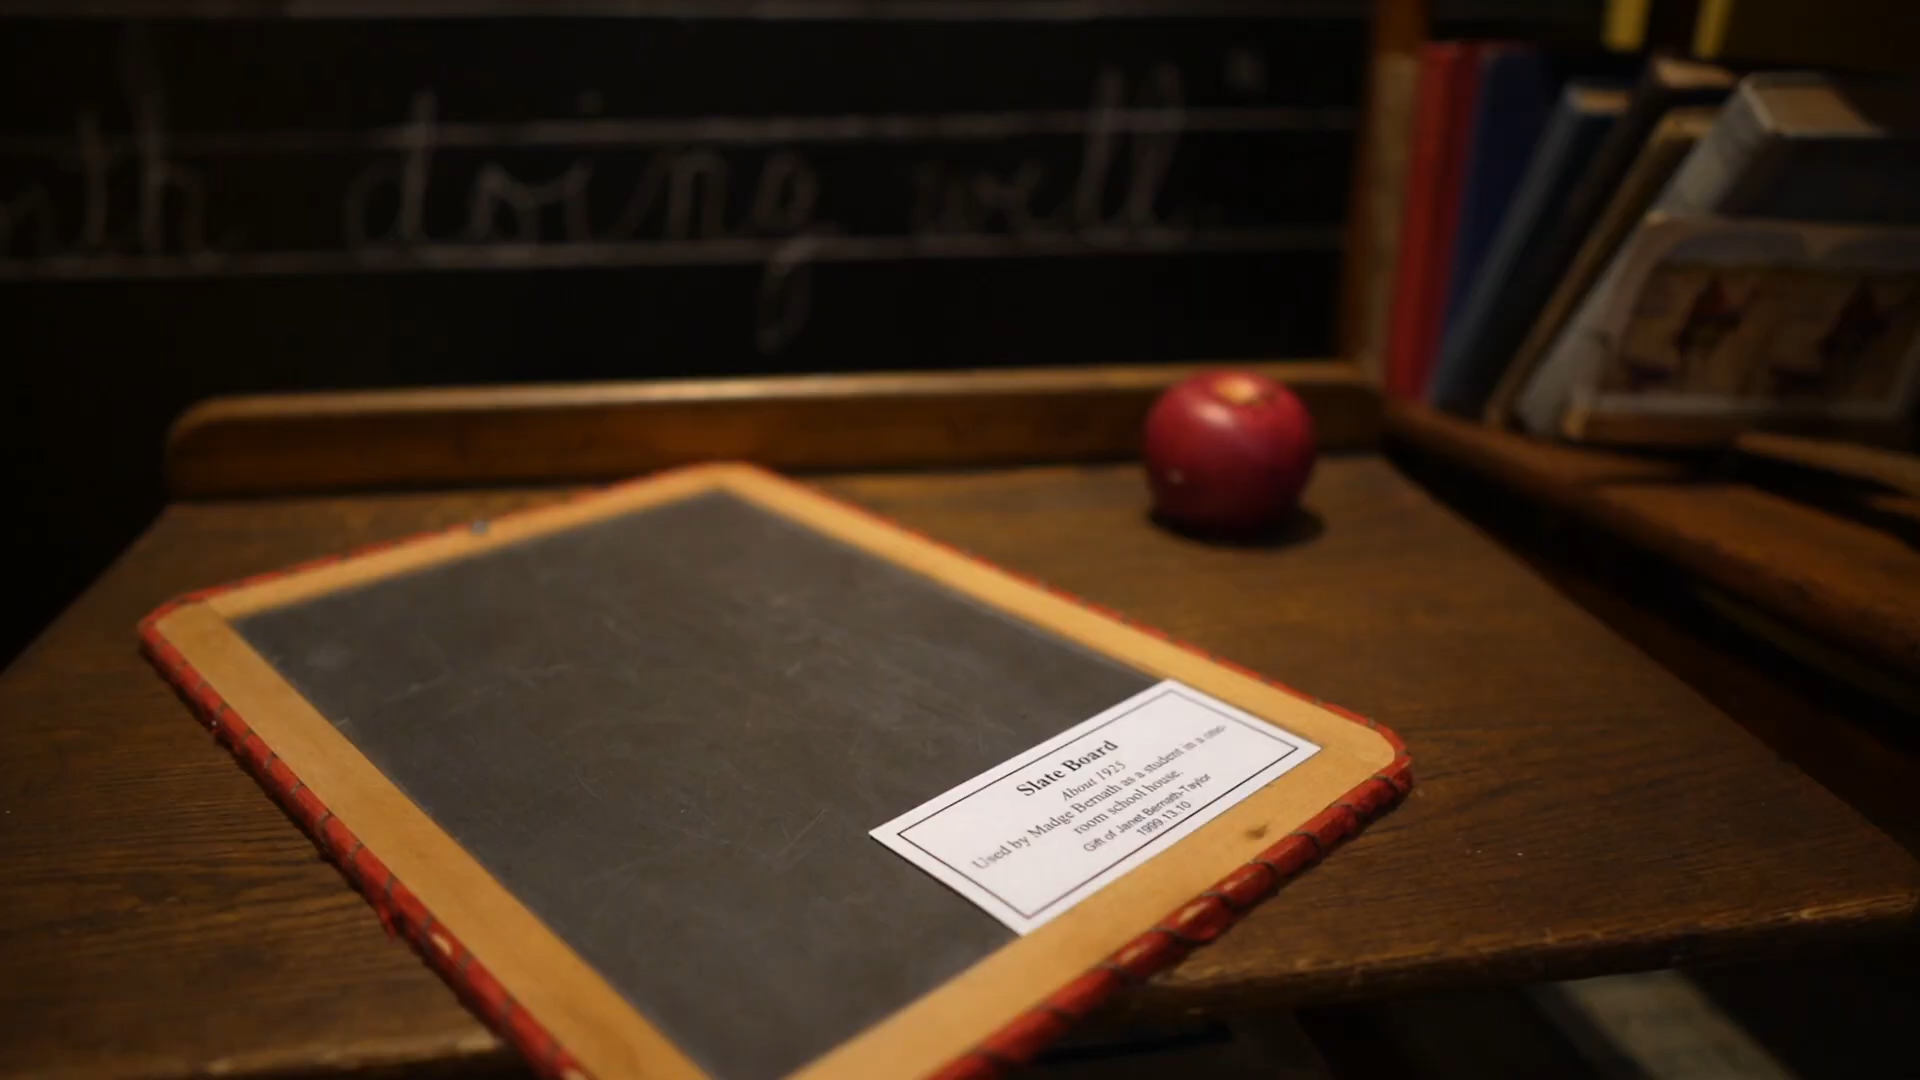 doing well"
Slate Board
About 1925
Used by Madge Bernath as a student in a one-
room school house.
Gift of Janet Bernath-Taylor
1999.13.10